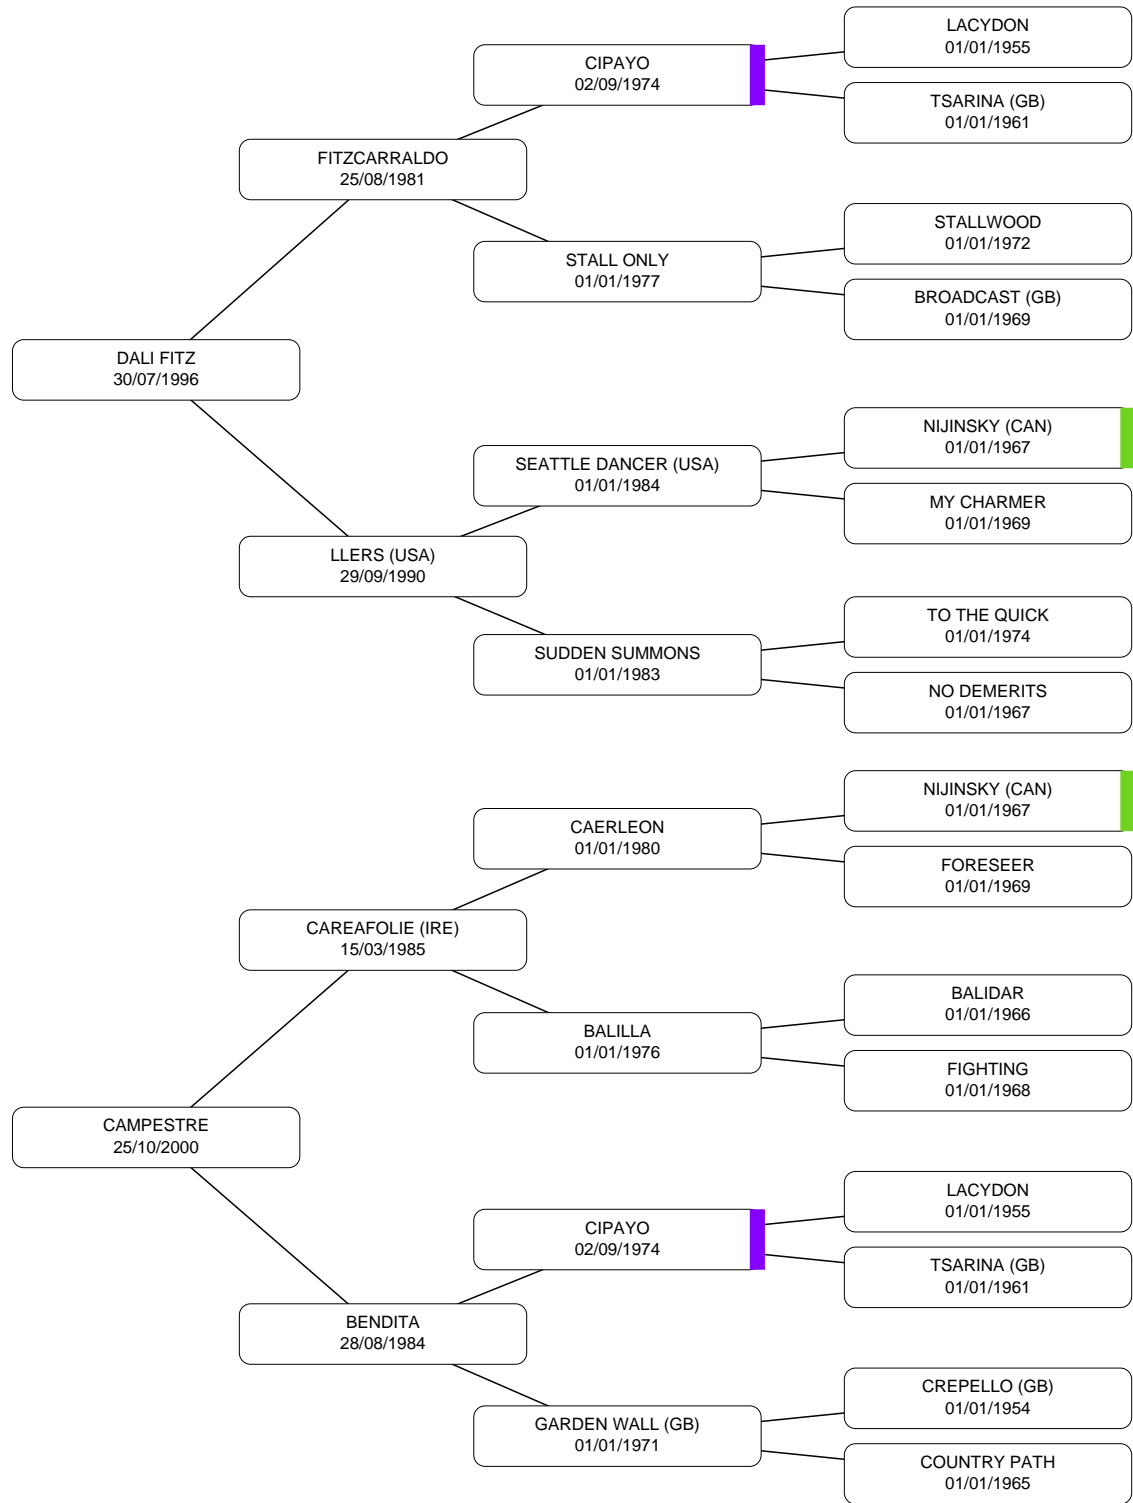 LACYDON
01/01/1955
CIPAYO
02/09/1974
TSARINA (GB)
01/01/1961
FITZCARRALDO
25/08/1981
STALLWOOD
01/01/1972
STALL ONLY
01/01/1977
BROADCAST (GB)
01/01/1969
DALI FITZ
30/07/1996
NIJINSKY (CAN)
01/01/1967
SEATTLE DANCER (USA)
01/01/1984
MY CHARMER
01/01/1969
LLERS (USA)
29/09/1990
TO THE QUICK
01/01/1974
SUDDEN SUMMONS
01/01/1983
NO DEMERITS
01/01/1967
NIJINSKY (CAN)
01/01/1967
CAERLEON
01/01/1980
FORESEER
01/01/1969
CAREAFOLIE (IRE)
15/03/1985
BALIDAR
01/01/1966
BALILLA
01/01/1976
FIGHTING
01/01/1968
CAMPESTRE
25/10/2000
LACYDON
01/01/1955
CIPAYO
02/09/1974
TSARINA (GB)
01/01/1961
BENDITA
28/08/1984
CREPELLO (GB)
01/01/1954
GARDEN WALL (GB)
01/01/1971
COUNTRY PATH
01/01/1965